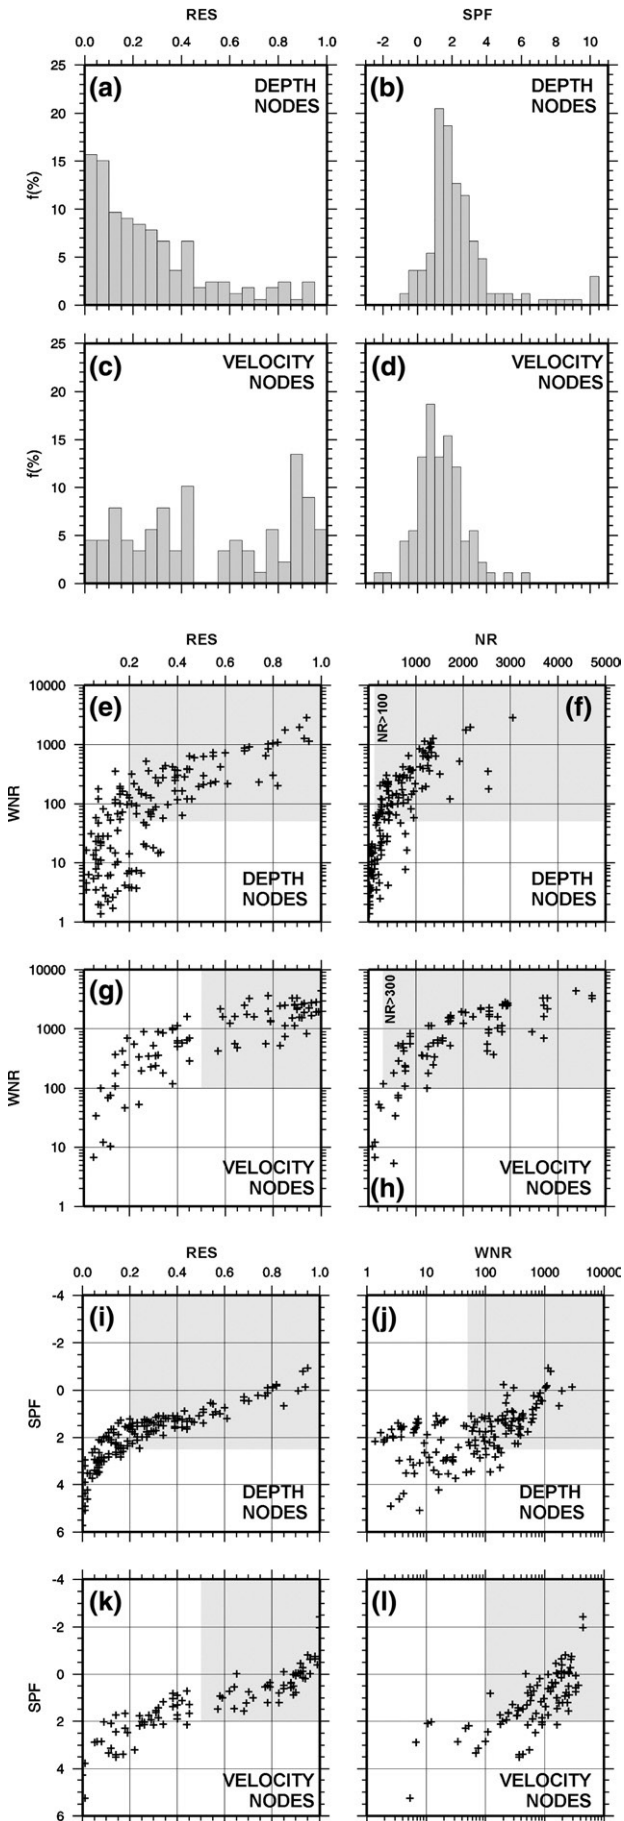 RES SPF
0.0 0.2 0.4 0.6 0.8 1.0 -2 0 2 4 6 8 10
25
20
15
10
5
0
f(%)
(a) DEPTH NODES
(b) DEPTH NODES
25
20
15
10
5
0
f(%)
(c) VELOCITY NODES
(d) VELOCITY NODES
RES NR
0.2 0.4 0.6 0.8 1.0 1000 2000 3000 4000 5000
10000
1000
100
10
1
WNR
(e) DEPTH NODES
NR>100
(f) DEPTH NODES
10000
1000
100
10
1
WNR
(g) VELOCITY NODES
NR>300
(h) VELOCITY NODES
RES WNR
0.0 0.2 0.4 0.6 0.8 1.0 1 10 100 1000 10000
-4
-2
0
2
4
6
SPF
(i) DEPTH NODES
(j) DEPTH NODES
-4
-2
0
2
4
6
SPF
(k) VELOCITY NODES
(l) VELOCITY NODES